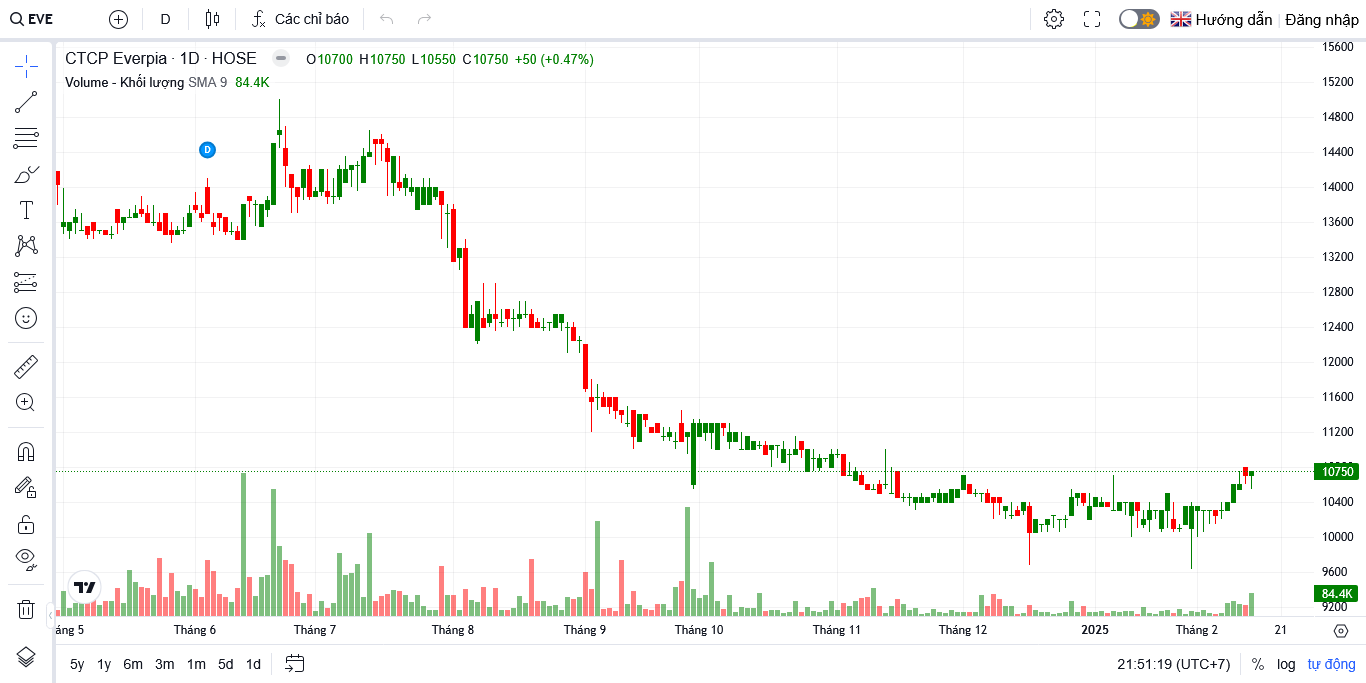 EVE D Các chỉ báo Hướng dẫn Đăng nhập
CTCP Everpia · 1D · HOSE O10700 H10750 L10550 C10750 +50 (+0.47%)
Volume - Khối lượng SMA 9 84.4K
D
15600
15200
14800
14400
14000
13600
13200
12800
12400
12000
11600
11200
10750
10400
10000
9600
84.4K
9200
áng 5 Tháng 6 Tháng 7 Tháng 8 Tháng 9 Tháng 10 Tháng 11 Tháng 12 2025 Tháng 2 21
5y 1y 6m 3m 1m 5d 1d 21:51:19 (UTC+7) % log tự động